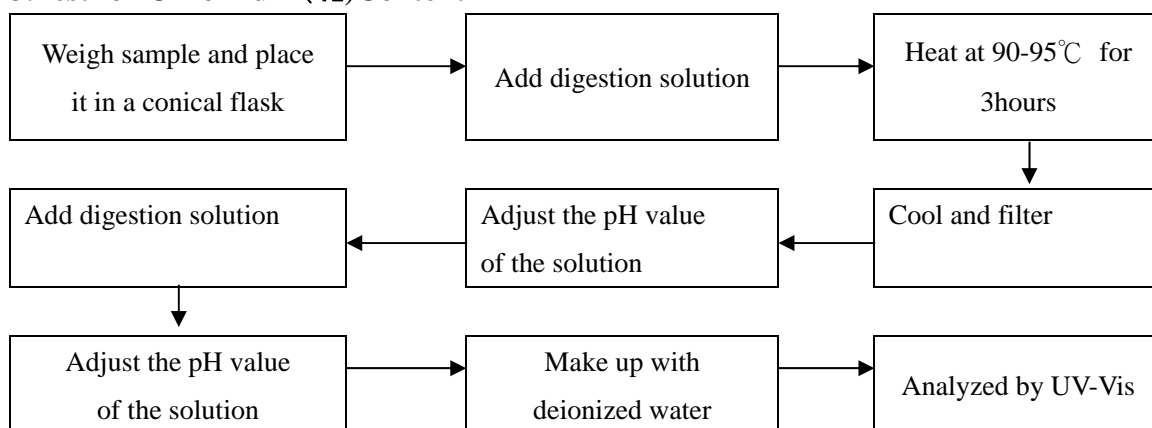 Weigh sample and place
it in a conical flask
Add digestion solution
Heat at 90-95℃ for
3hours
Cool and filter
Adjust the pH value
of the solution
Add digestion solution
Adjust the pH value
of the solution
Make up with
deionized water
Analyzed by UV-Vis